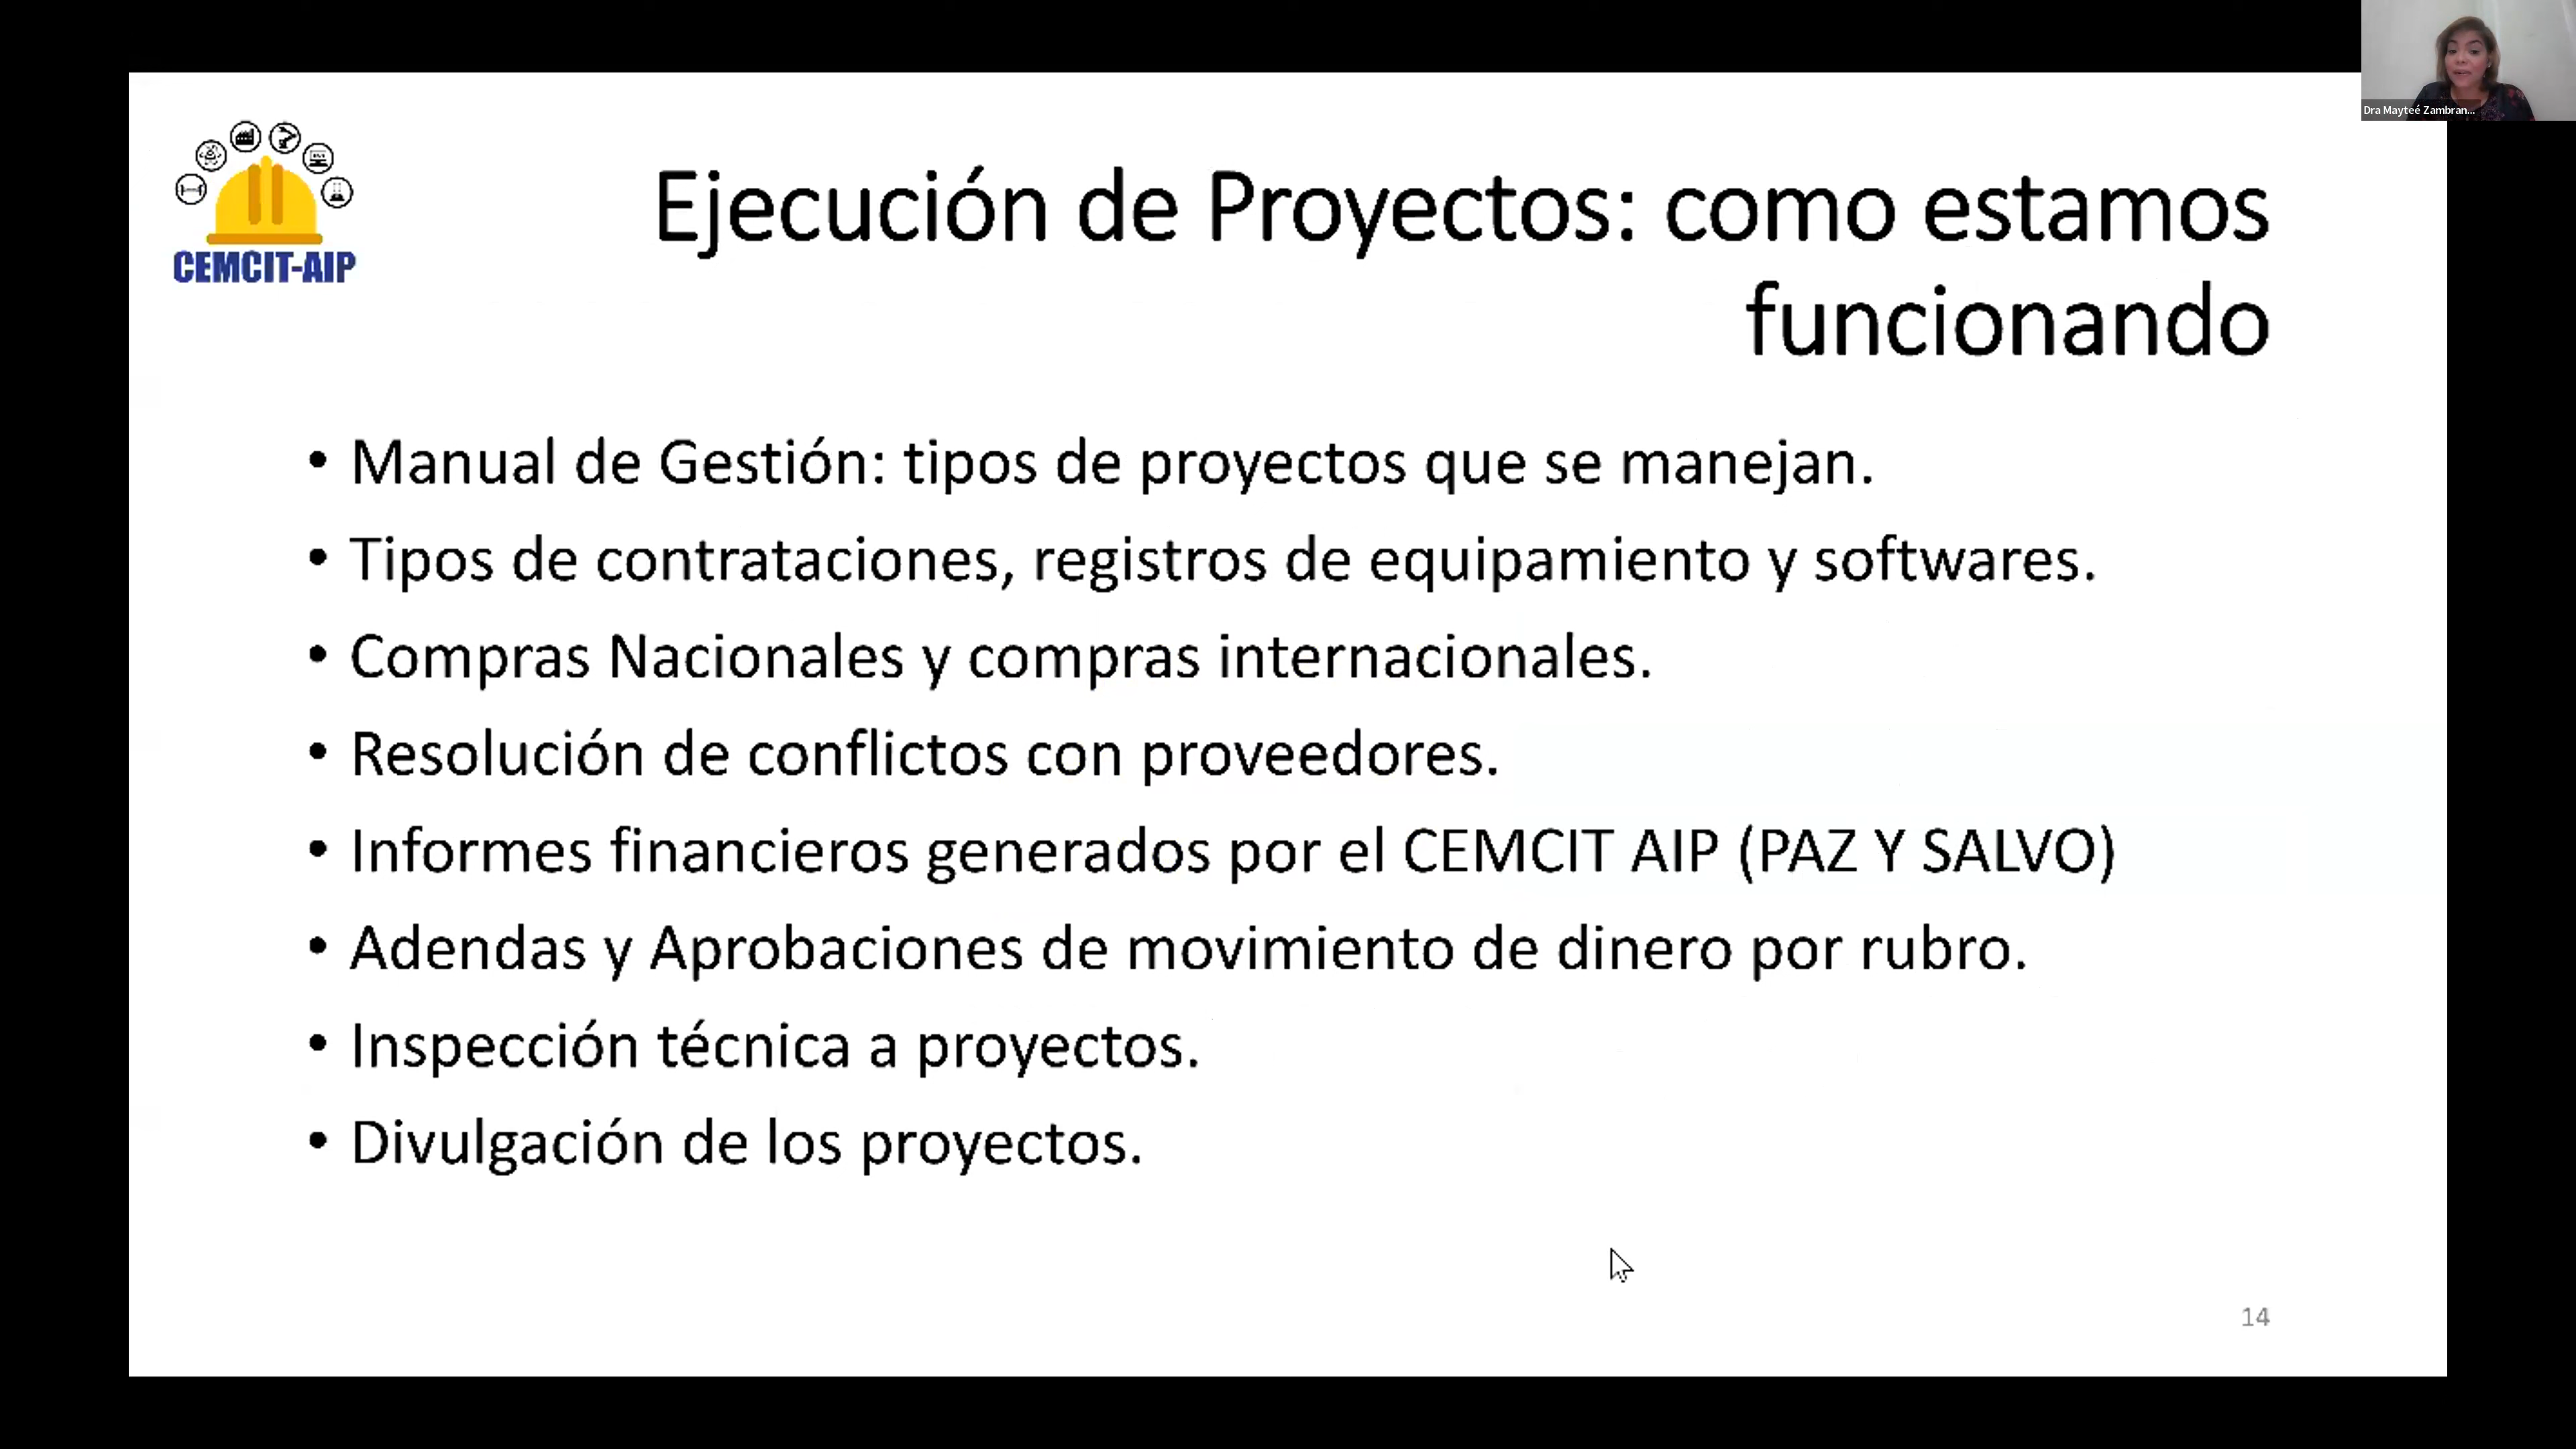 Dra Mayteé Zambran...
CEMCIT-AIP
Ejecución de Proyectos: como estamos
funcionando
• Manual de Gestión: tipos de proyectos que se manejan.
• Tipos de contrataciones, registros de equipamiento y softwares.
• Compras Nacionales y compras internacionales.
• Resolución de conflictos con proveedores.
• Informes financieros generados por el CEMCIT AIP (PAZ Y SALVO)
• Adendas y Aprobaciones de movimiento de dinero por rubro.
• Inspección técnica a proyectos.
• Divulgación de los proyectos.
14